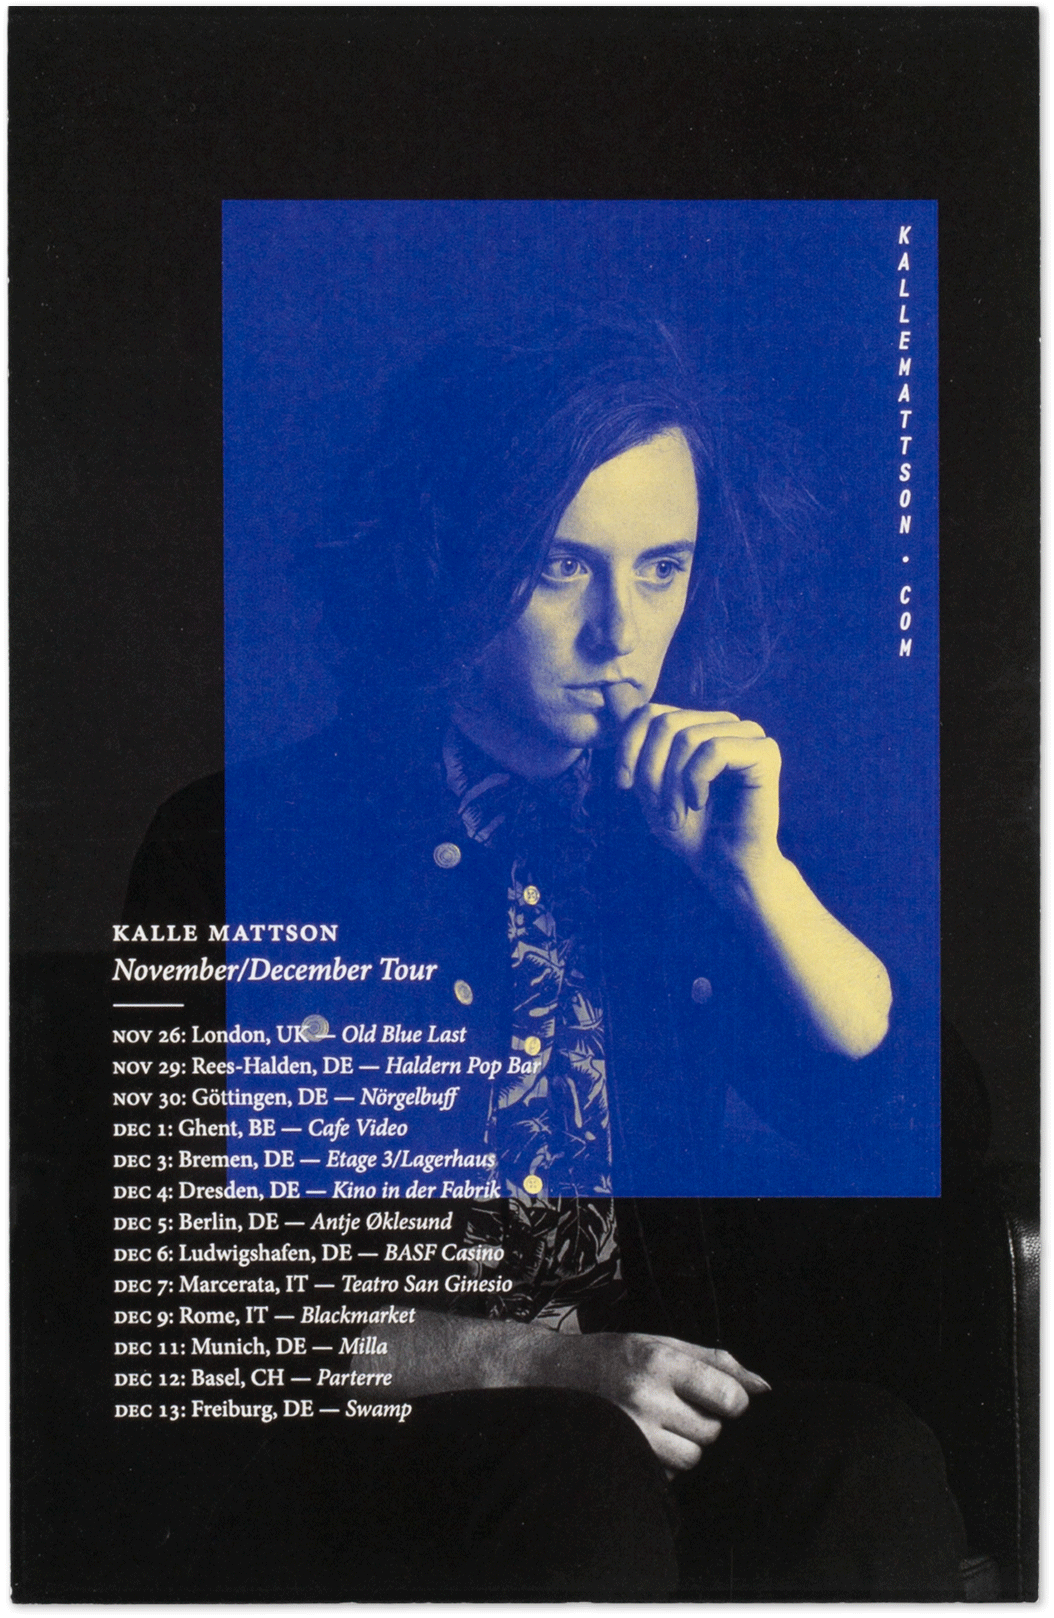 KALLEMATTSON.COM
KALLE MATTSON
November/December Tour
NOV 26: London, UK — Old Blue Last
NOV 29: Rees-Halden, DE — Haldern Pop Bar
NOV 30: Göttingen, DE — Nörgelbuff
DEC 1: Ghent, BE — Cafe Video
DEC 3: Bremen, DE — Etage 3/Lagerhaus
DEC 4: Dresden, DE — Kino in der Fabrik
DEC 5: Berlin, DE — Antje Øklesund
DEC 6: Ludwigshafen, DE — BASF Casino
DEC 7: Marcerata, IT — Teatro San Ginesio
DEC 9: Rome, IT — Blackmarket
DEC 11: Munich, DE — Milla
DEC 12: Basel, CH — Parterre
DEC 13: Freiburg, DE — Swamp